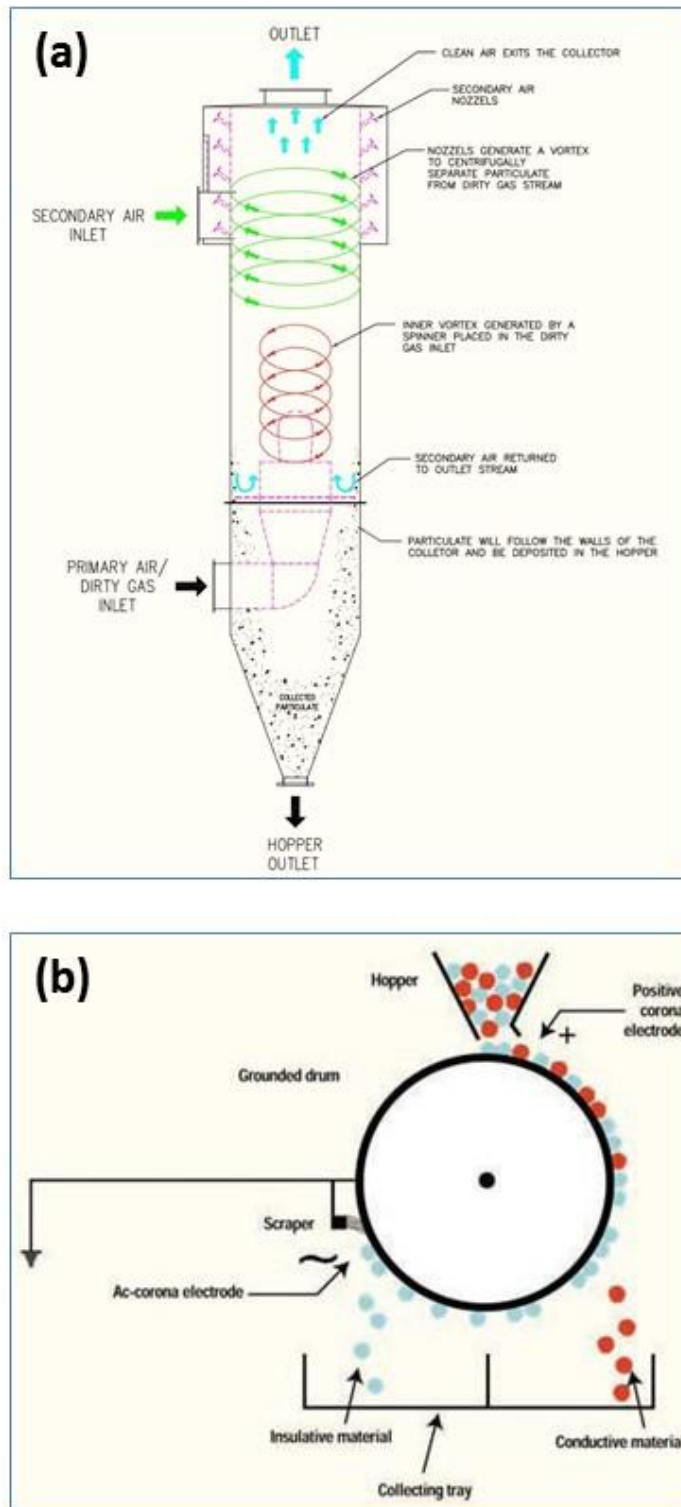 (a)
OUTLET
CLEAN AIR EXITS THE COLLECTOR
SECONDARY AIR
NOZZELS
NOZZELS GENERATE A VORTEX
TO CENTRIFUGALLY
SEPARATE PARTICULATE
FROM DIRTY GAS STREAM
SECONDARY AIR
INLET
INNER VORTEX GENERATED BY A
SPINNER PLACED IN THE DIRTY
GAS INLET
SECONDARY AIR RETURNED
TO OUTLET STREAM
PARTICULATE WILL FOLLOW THE WALLS OF THE
COLLETOR AND BE DEPOSITED IN THE HOPPER
PRIMARY AIR/
DIRTY GAS
INLET
COLLECTED
PARTICULATE
HOPPER
OUTLET
(b)
Hopper
Positive
corona
electrode
+
Grounded drum
Scraper
~
Ac-corona electrode
Insulative material
Conductive material
Collecting tray